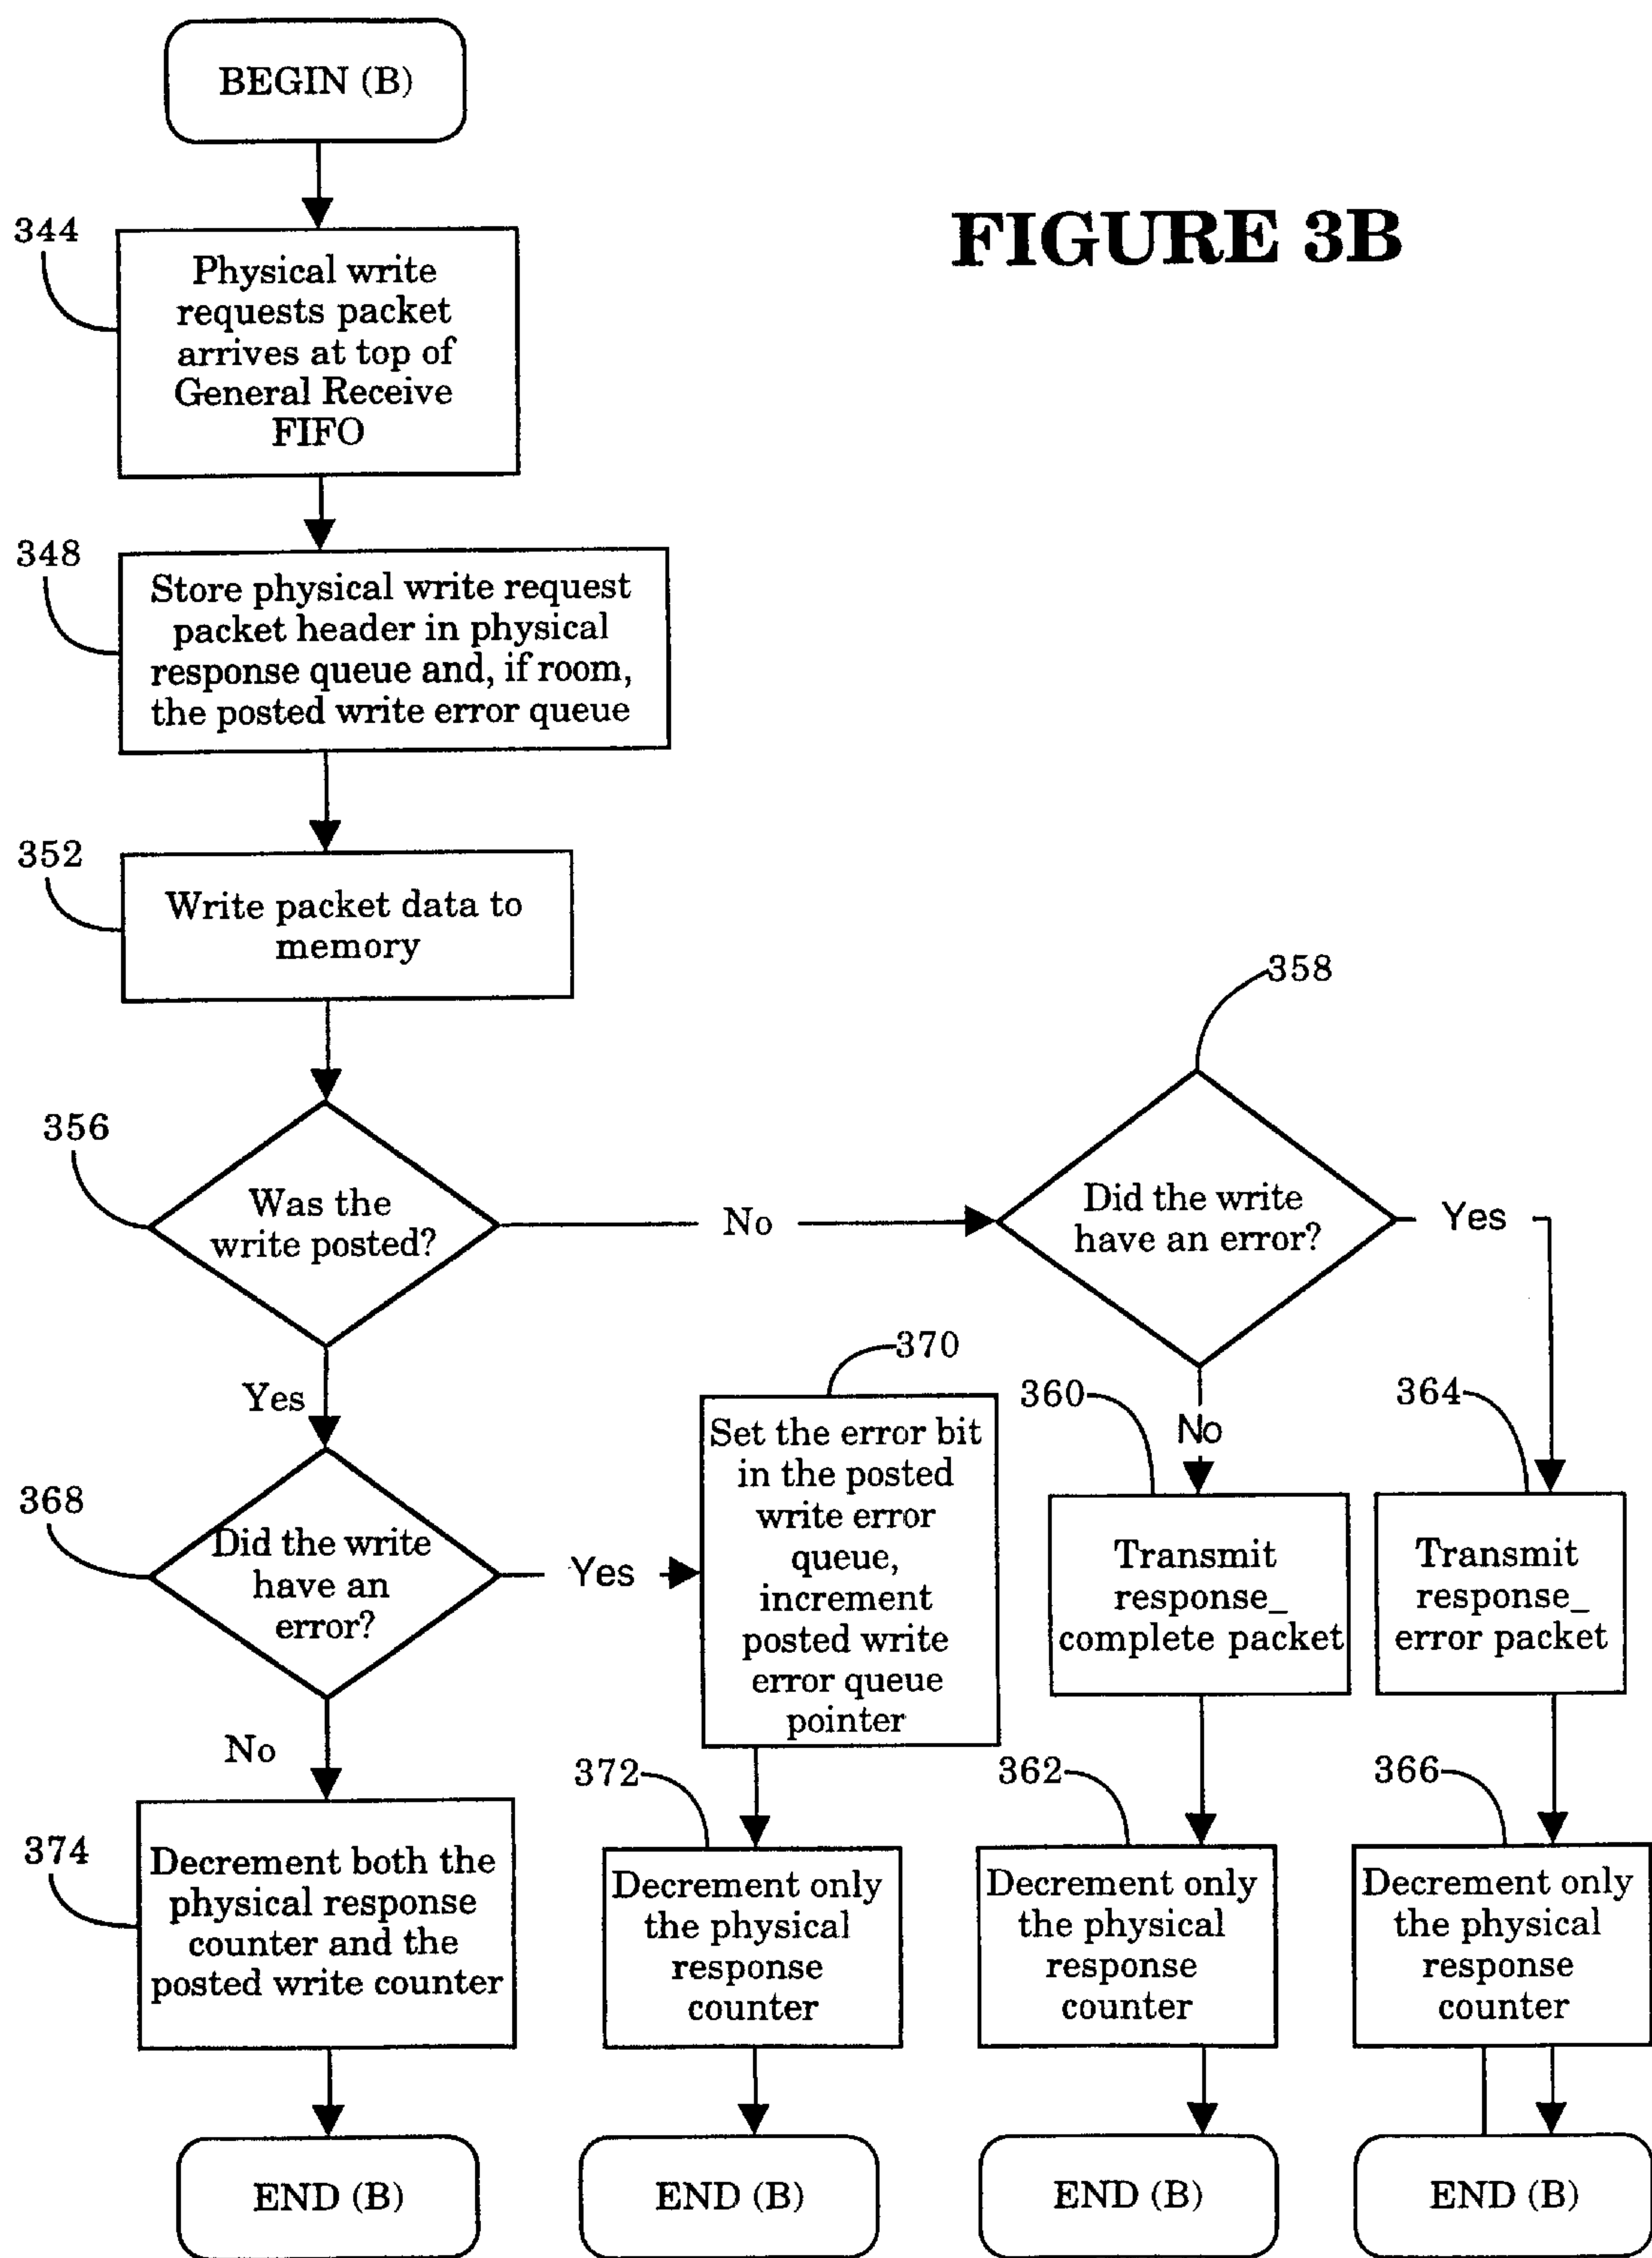 BEGIN (B)
FIGURE 3B
344
Physical write
requests packet
arrives at top of
General Receive
FIFO
348
Store physical write request
packet header in physical
response queue and, if room,
the posted write error queue
352
Write packet data to
memory
358
356
Was the
write posted?
No
Did the write
have an error?
Yes
370
Yes
360
364
No
Set the error bit
in the posted
write error
queue,
increment
posted write
error queue
pointer
368
Did the write
have an
error?
Yes
Transmit
response_
complete packet
Transmit
response_
error packet
No
372
362
366
374
Decrement both the
physical response
counter and the
posted write counter
Decrement only
the physical
response
counter
Decrement only
the physical
response
counter
Decrement only
the physical
response
counter
END (B)
END (B)
END (B)
END (B)